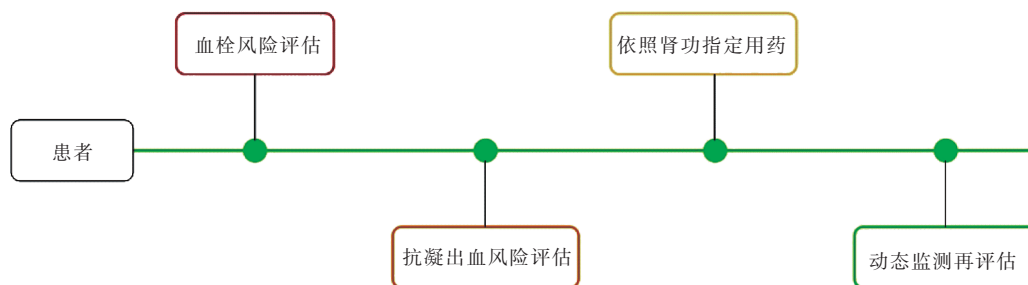 血栓风险评估
依照肾功指定用药
患者
抗凝出血风险评估
动态监测再评估